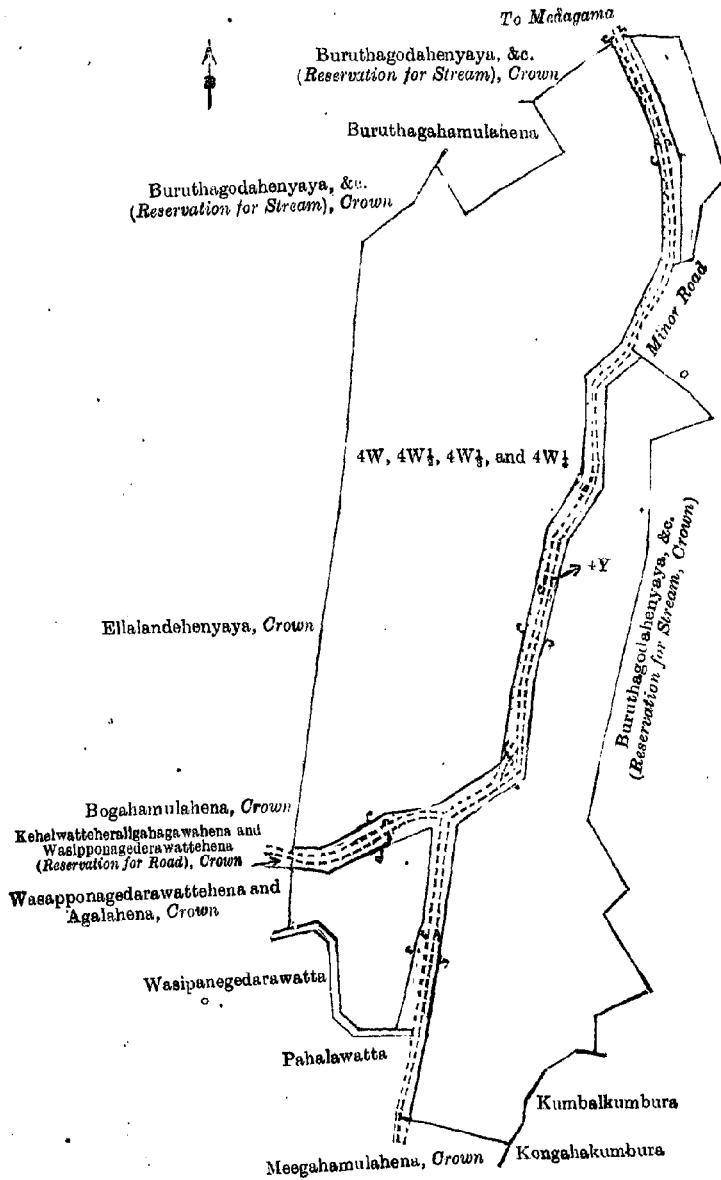 To Medagama
Buruthagodahenyaya, &c.
(Reservation for Stream), Crown
Buruthagahamulahena
Buruthagodahenyaya, &c.
(Reservation for Stream), Crown
Minor Road
4W, 4W½, 4W⅓, and 4W¼
4Y
Buruthagodahenyaya, &c.
(Reservation for Stream, Crown)
Ellalandehenyaya, Crown
Bogahamulahena, Crown
Kehelwatteherallgahagawahena and
Wasipponagederawattehena
(Reservation for Road), Crown
Wasapponagedarawattehena and
Agalahena, Crown
Wasipanegedarawatta
Pahalawatta
Kumbalkumbura
Meegahamulahena, Crown
Kongahakumbura